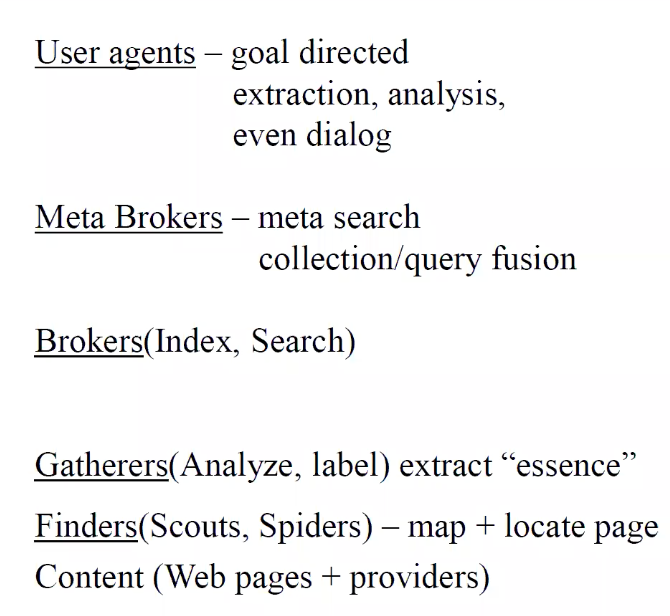 User agents – goal directed
extraction, analysis,
even dialog
Meta Brokers – meta search
collection/query fusion
Brokers(Index, Search)
Gatherers(Analyze, label) extract “essence”
Finders(Scouts, Spiders) – map + locate page
Content (Web pages + providers)